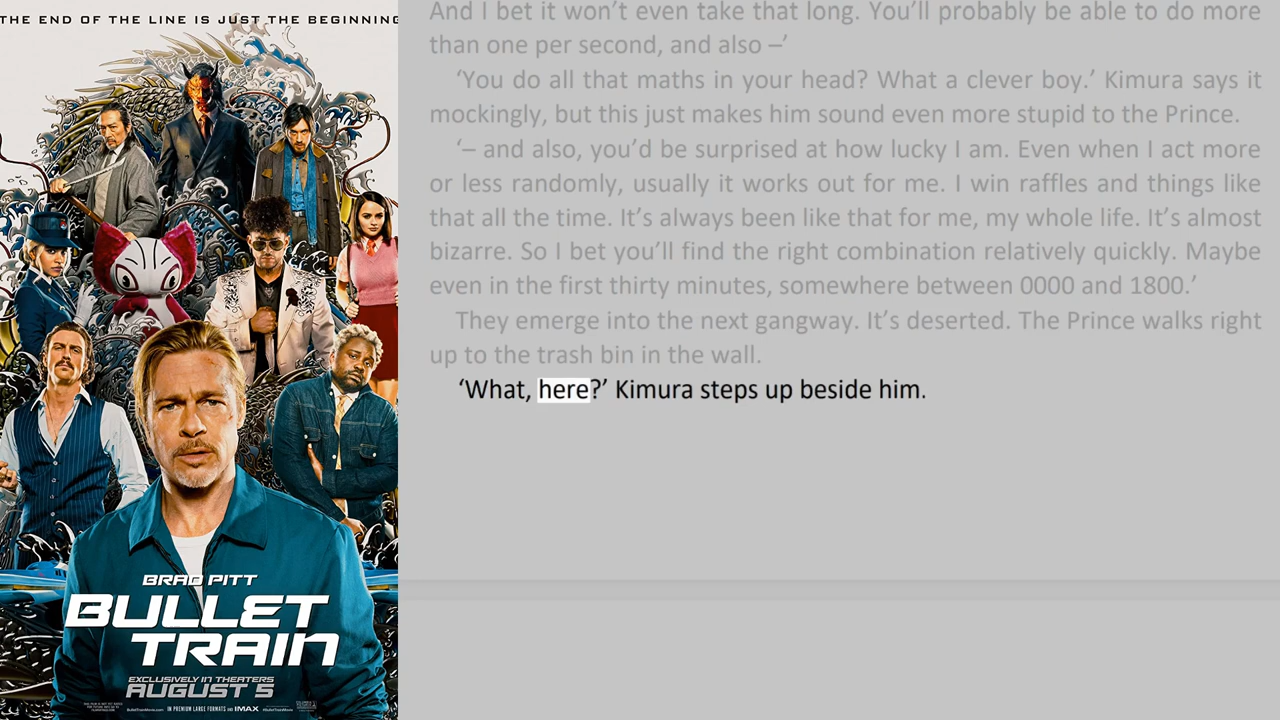 THE END OF THE LINE IS JUST THE BEGINNING
BRAD PITT
BULLET
TRAIN
EXCLUSIVELY IN THEATERS
AUGUST 5
BulletTrainMovie.com IN PREMIUM LARGE FORMATS AND IMAX #BulletTrainMovie
And I bet it won’t even take that long. You’ll probably be able to do more
than one per second, and also –’
‘You do all that maths in your head? What a clever boy.’ Kimura says it
mockingly, but this just makes him sound even more stupid to the Prince.
‘– and also, you’d be surprised at how lucky I am. Even when I act more
or less randomly, usually it works out for me. I win raffles and things like
that all the time. It’s always been like that for me, my whole life. It’s almost
bizarre. So I bet you’ll find the right combination relatively quickly. Maybe
even in the first thirty minutes, somewhere between 0000 and 1800.’
They emerge into the next gangway. It’s deserted. The Prince walks right
up to the trash bin in the wall.
‘What, here?’ Kimura steps up beside him.